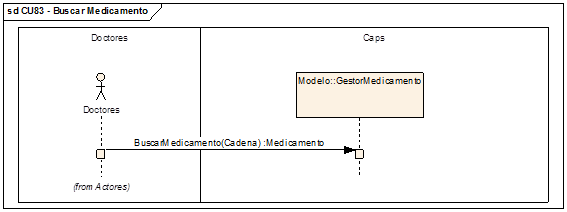 sd CU83 - Buscar Medicamento
Doctores
Caps
Modelo::GestorMedicamento
Doctores
BuscarMedicamento(Cadena) :Medicamento
(from Actores)